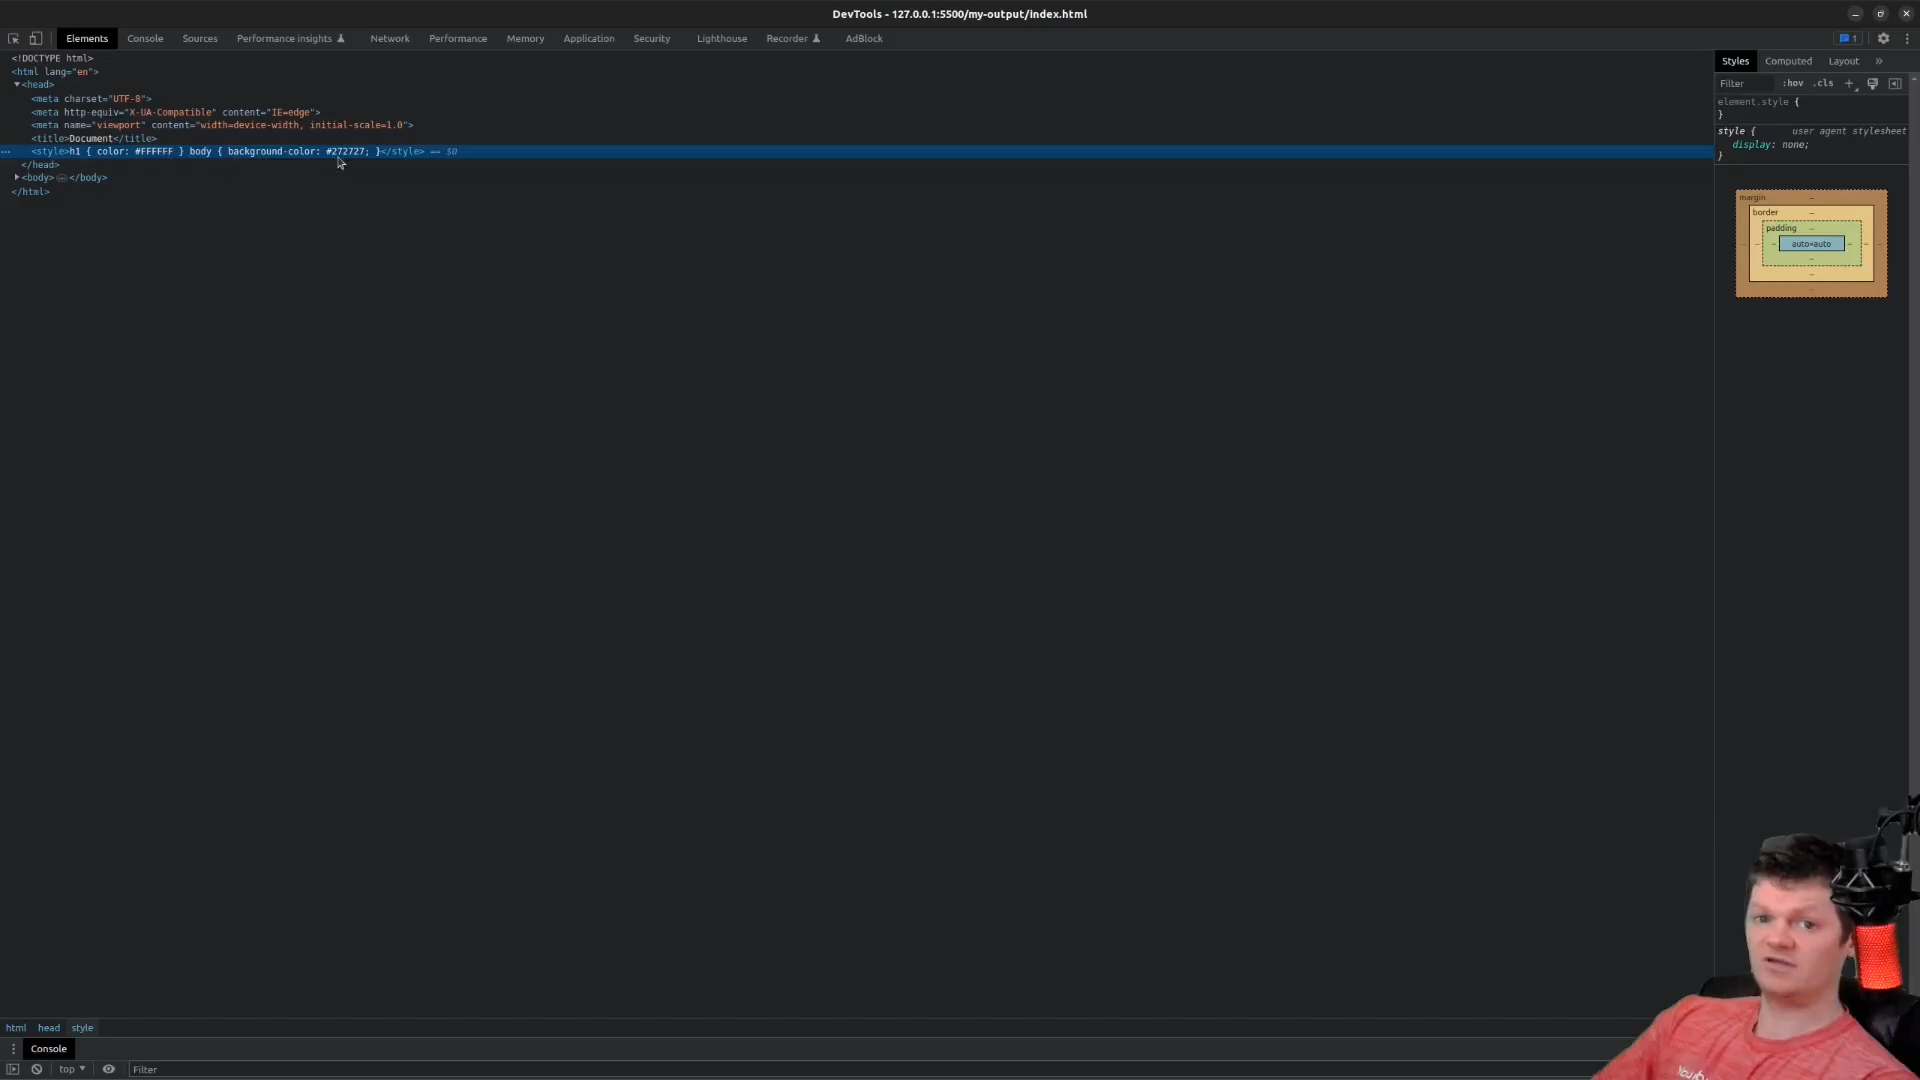 DevTools - 127.0.0.1:5500/my-output/index.html
Elements Console Sources Performance insights Network Performance Memory Application Security Lighthouse Recorder AdBlock 1
<!DOCTYPE html>
<html lang="en">
<head>
<meta charset="UTF-8">
<meta http-equiv="X-UA-Compatible" content="IE=edge">
<meta name="viewport" content="width=device-width, initial-scale=1.0">
<title>Document</title>
<style>h1 { color: #FFFFFF } body { background-color: #272727; }</style> == $0
</head>
<body> … </body>
</html>
Styles Computed Layout »
Filter :hov .cls +
element.style {
}
style { user agent stylesheet
display: none;
}
margin –
border –
padding –
– – – auto×auto – – –
–
–
–
html head style
Console
top Filter